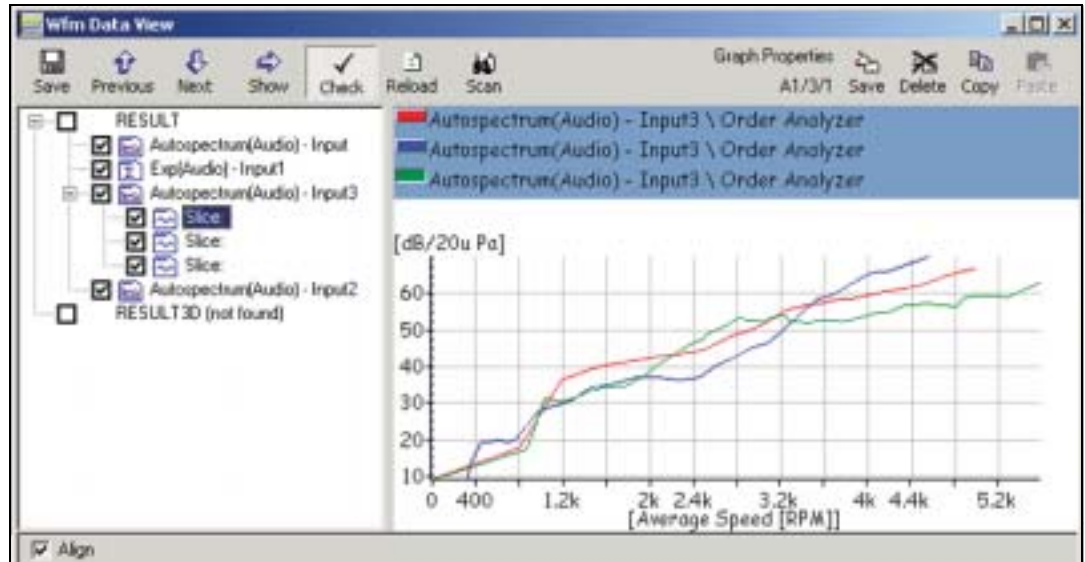 Wfm Data View
Save Previous Next Show Check Reload Scan Graph Properties A1/3/1 Save Delete Copy Paste
RESULT
Autospectrum(Audio) - Input
Exp(Audio) - Input1
Autospectrum(Audio) - Input3
Slice:
Slice:
Slice:
Autospectrum(Audio) - Input2
RESULT3D (not found)
Autospectrum(Audio) - Input3 \ Order Analyzer
Autospectrum(Audio) - Input3 \ Order Analyzer
Autospectrum(Audio) - Input3 \ Order Analyzer
[dB/20u Pa]
60
50
40
30
20
10
0 400 1.2k 2k 2.4k 3.2k 4k 4.4k 5.2k
[Average Speed [RPM]]
Align